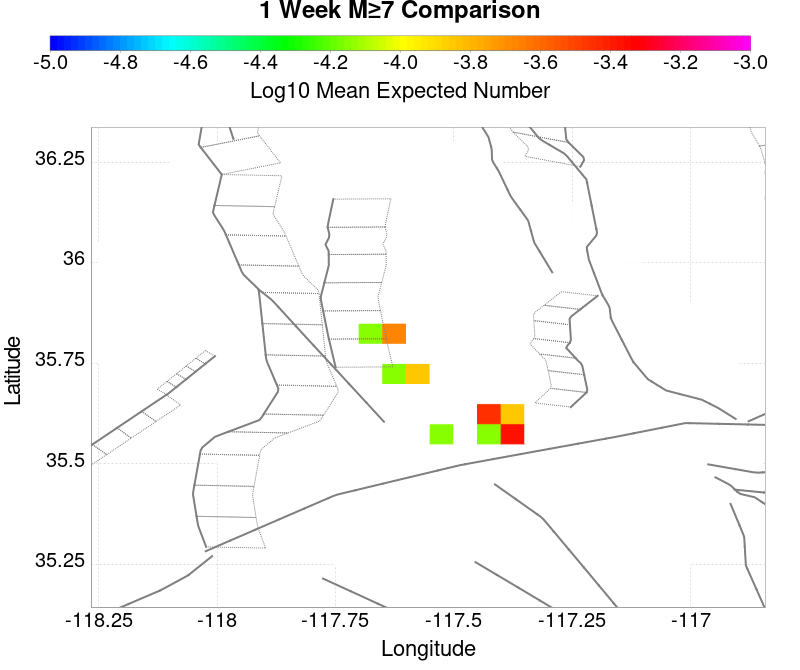 1 Week M≥7 Comparison
-5.0 -4.8 -4.6 -4.4 -4.2 -4.0 -3.8 -3.6 -3.4 -3.2 -3.0
Log10 Mean Expected Number
36.25
36
35.75
35.5
35.25
Latitude
-118.25 -118 -117.75 -117.5 -117.25 -117
Longitude